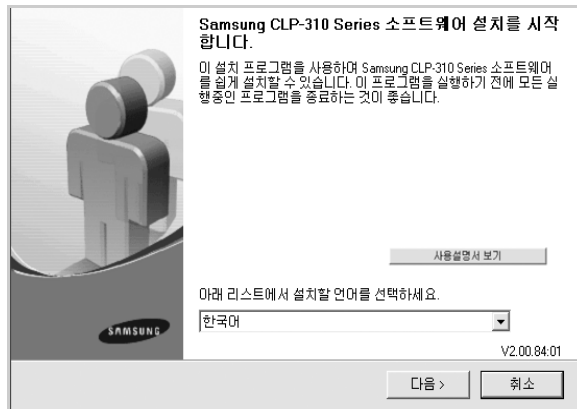 Samsung CLP-310 Series 소프트웨어 설치를 시작
합니다.
이 설치 프로그램을 사용하여 Samsung CLP-310 Series 소프트웨어
를 쉽게 설치할 수 있습니다. 이 프로그램을 실행하기 전에 모든 실
행중인 프로그램을 종료하는 것이 좋습니다.
사용설명서 보기
아래 리스트에서 설치할 언어를 선택하세요.
한국어
SAMSUNG
V2.00.84:01
다음 >
취소